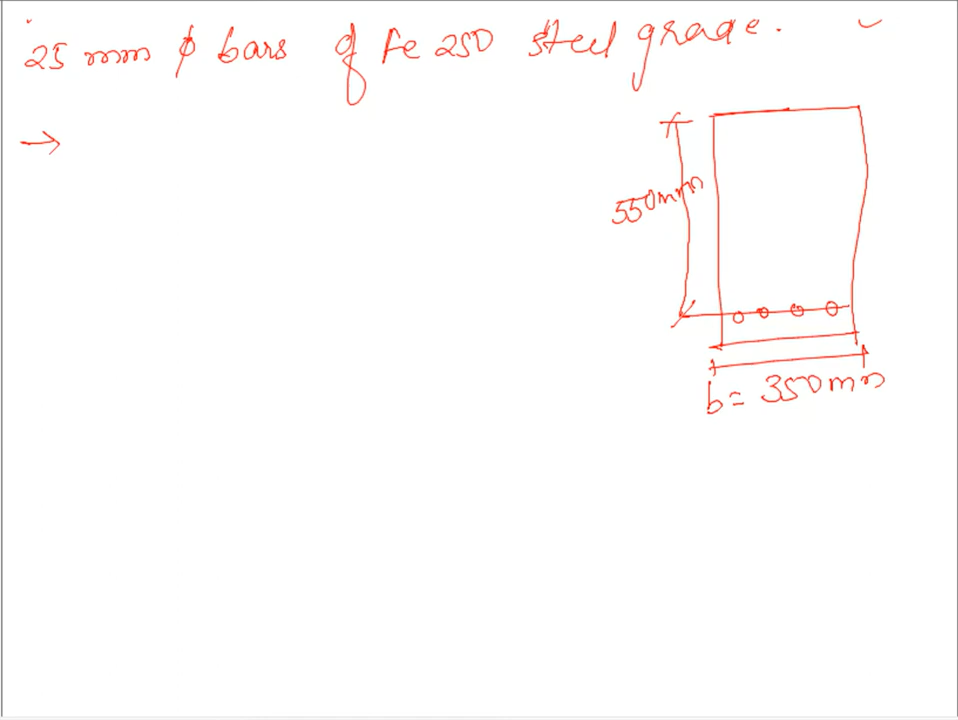 25 mm ϕ bars of Fe 250 steel grade.
→
550mm
b = 350mm